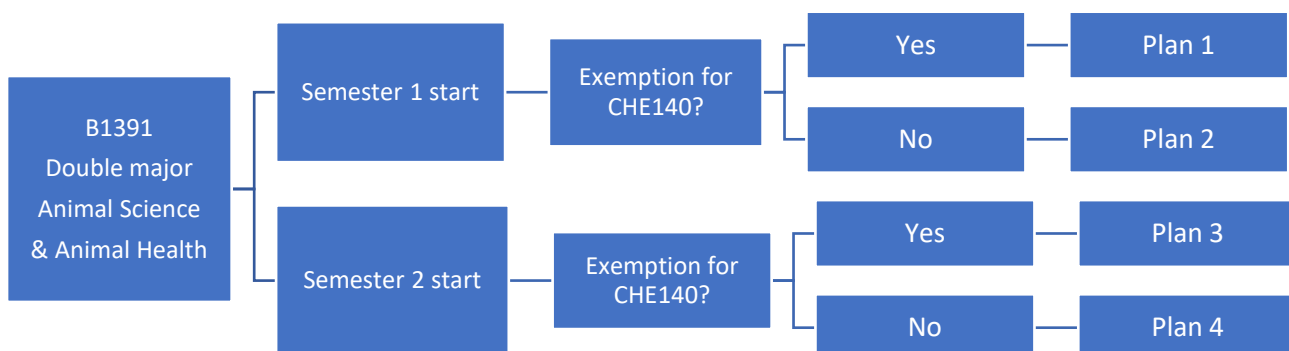 B1391
Double major
Animal Science
& Animal Health
Semester 1 start
Exemption for
CHE140?
Yes
Plan 1
No
Plan 2
Semester 2 start
Exemption for
CHE140?
Yes
Plan 3
No
Plan 4